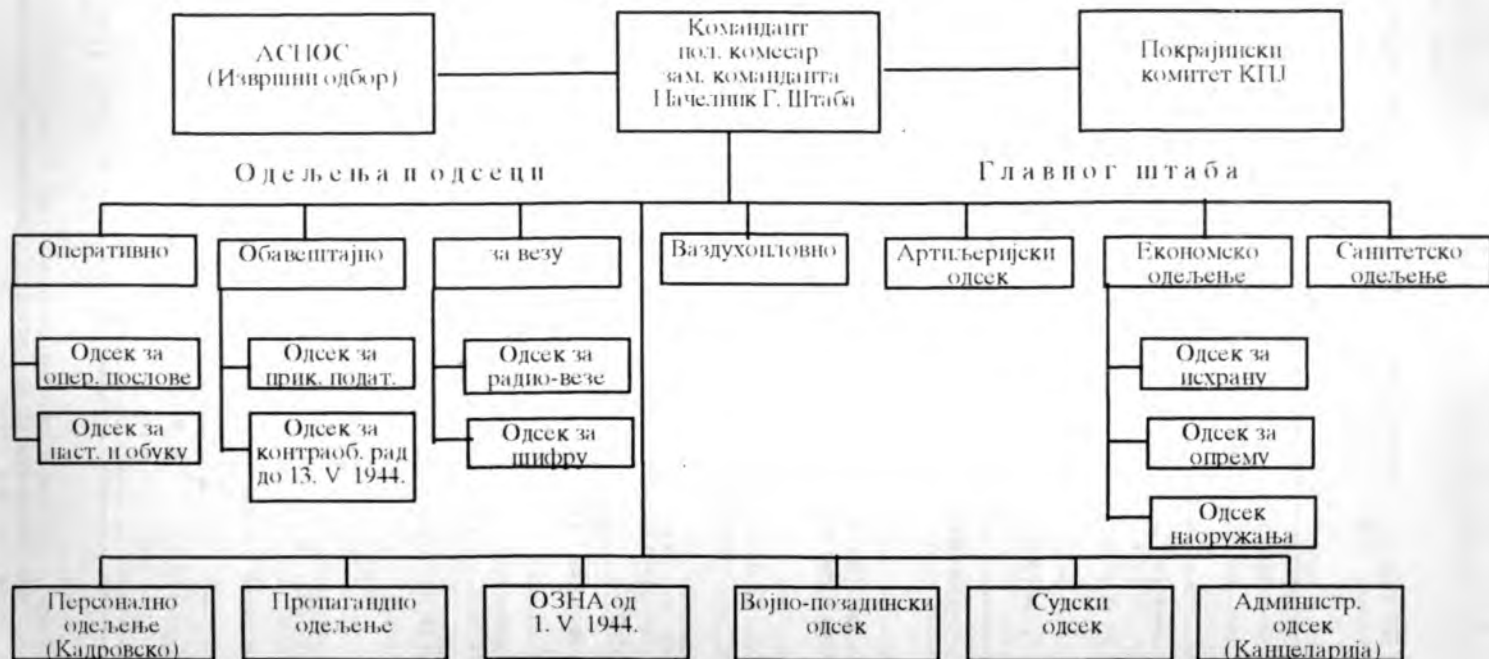 АСНОС
(Извршни одбор)
Командант
пол. комесар
зам. команданта
Начелник Г. Штаба
Покрајински
комитет КПЈ
Одељења и одсеци
Главног штаба
Оперативно
Обавештајно
за везу
Ваздухопловно
Артиљеријски
одсек
Економско
одељење
Санитетско
одељење
Одсек за
опер. послове
Одсек за
прик. подат.
Одсек за
радио-везе
Одсек за
исхрану
Одсек за
наст. и обуку
Одсек за
контраоб. рад
до 13. V 1944.
Одсек за
шифру
Одсек за
опрему
Одсек
наоружања
Персонално
одељење
(Кадровско)
Пропагандно
одељење
ОЗНА од
1. V. 1944.
Војно-позадински
одсек
Судски
одсек
Администр.
одсек
(Канцеларија)